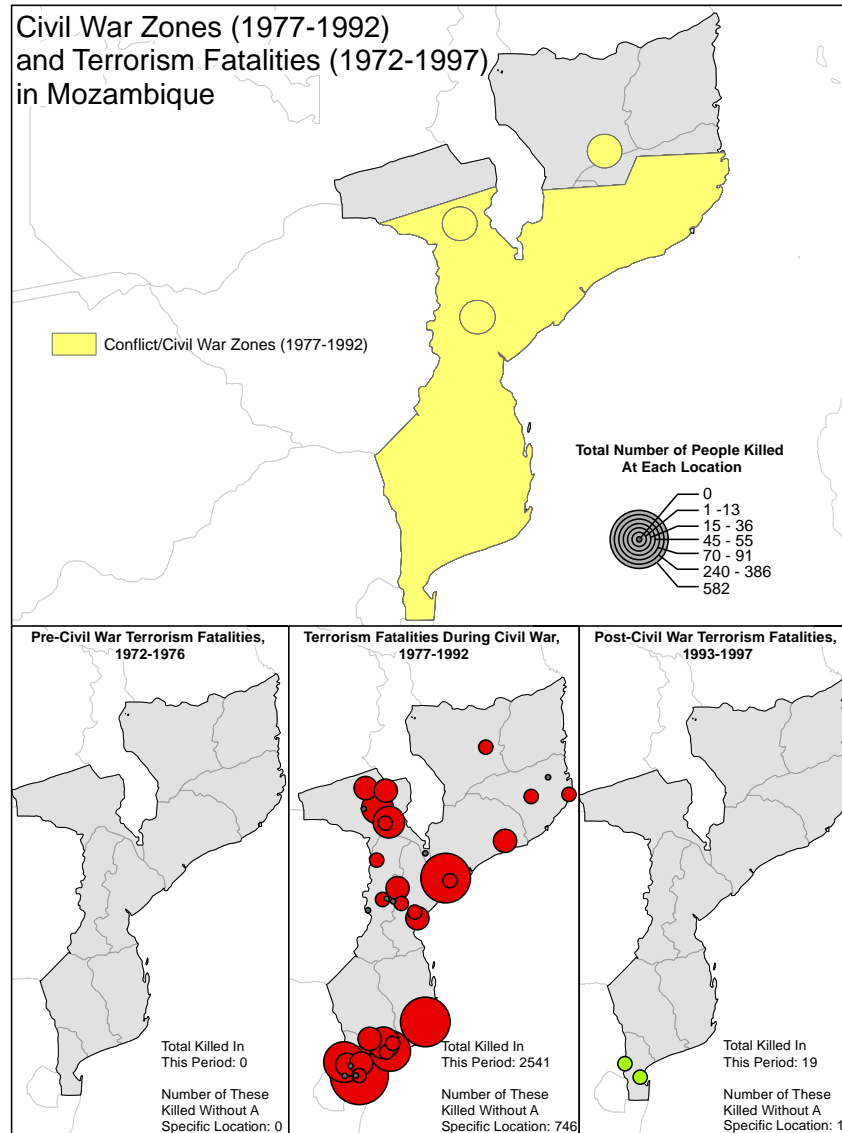 Civil War Zones (1977-1992)
and Terrorism Fatalities (1972-1997)
in Mozambique
Conflict/Civil War Zones (1977-1992)
Total Number of People Killed
At Each Location
0
1 -13
15 - 36
45 - 55
70 - 91
240 - 386
582
Pre-Civil War Terrorism Fatalities,
1972-1976
Total Killed In
This Period: 0
Number of These
Killed Without A
Specific Location: 0
Terrorism Fatalities During Civil War,
1977-1992
Total Killed In
This Period: 2541
Number of These
Killed Without A
Specific Location: 746
Post-Civil War Terrorism Fatalities,
1993-1997
Total Killed In
This Period: 19
Number of These
Killed Without A
Specific Location: 1